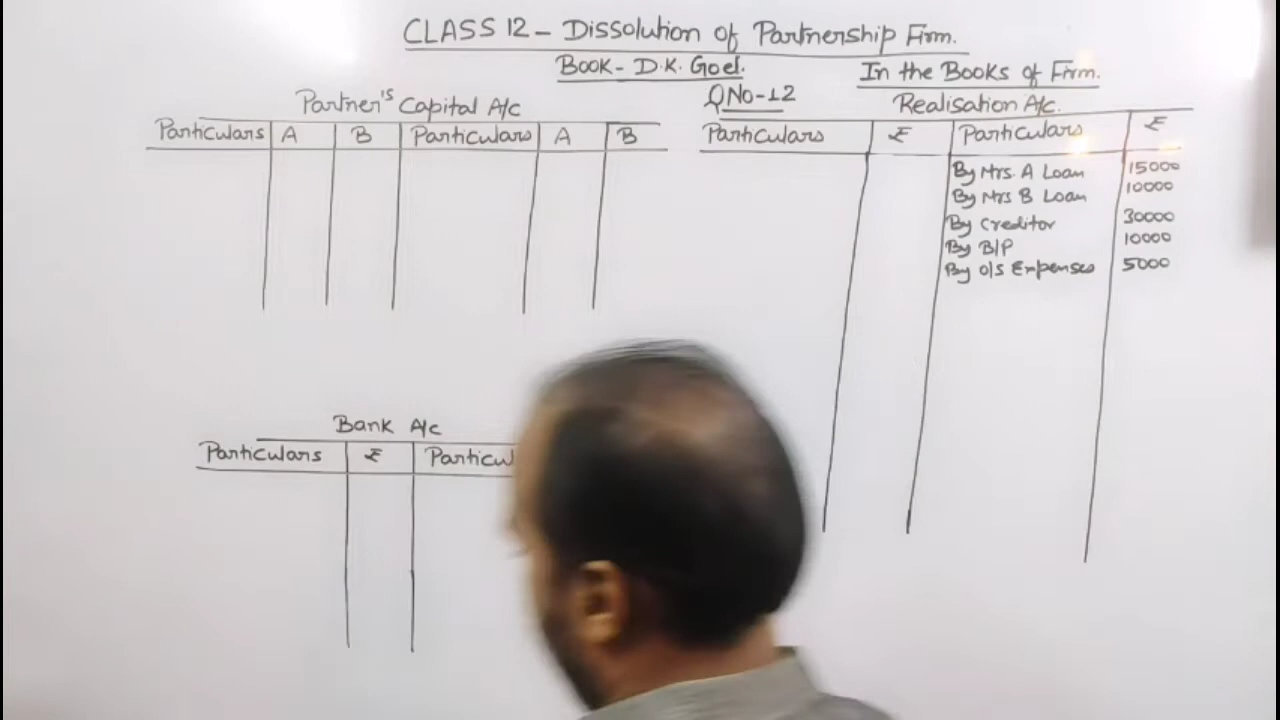 CLASS 12 - Dissolution of Partnership Firm.
Book - D.K. Goel.
In the Books of Firm.
QNo-12
Partner's Capital A/c
Realisation A/c.
Particulars A B Particulars A B
Particulars ₹ Particulars ₹
By Mrs. A Loan 15000
By Mrs B Loan 10000
By Creditor 30000
By B/P 10000
By O/S Expenses 5000
Bank A/c
Particulars ₹ Particu